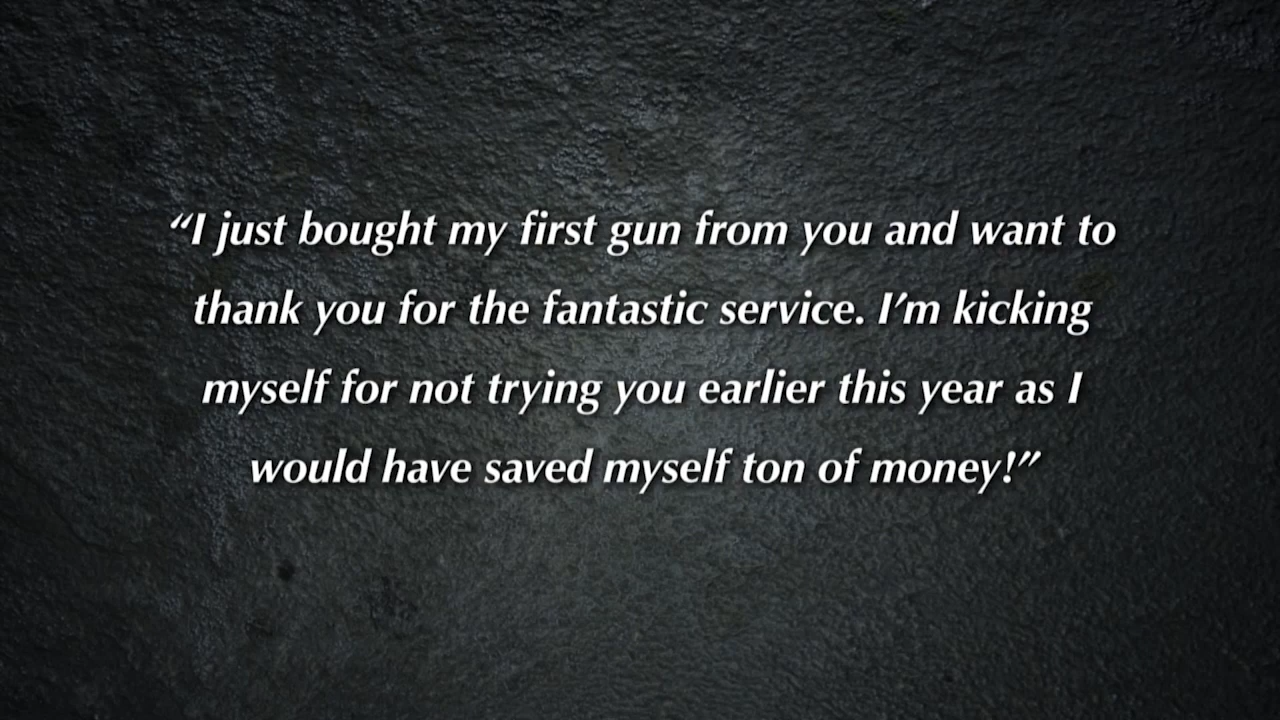 “I just bought my first gun from you and want to
thank you for the fantastic service. I’m kicking
myself for not trying you earlier this year as I
would have saved myself ton of money!”